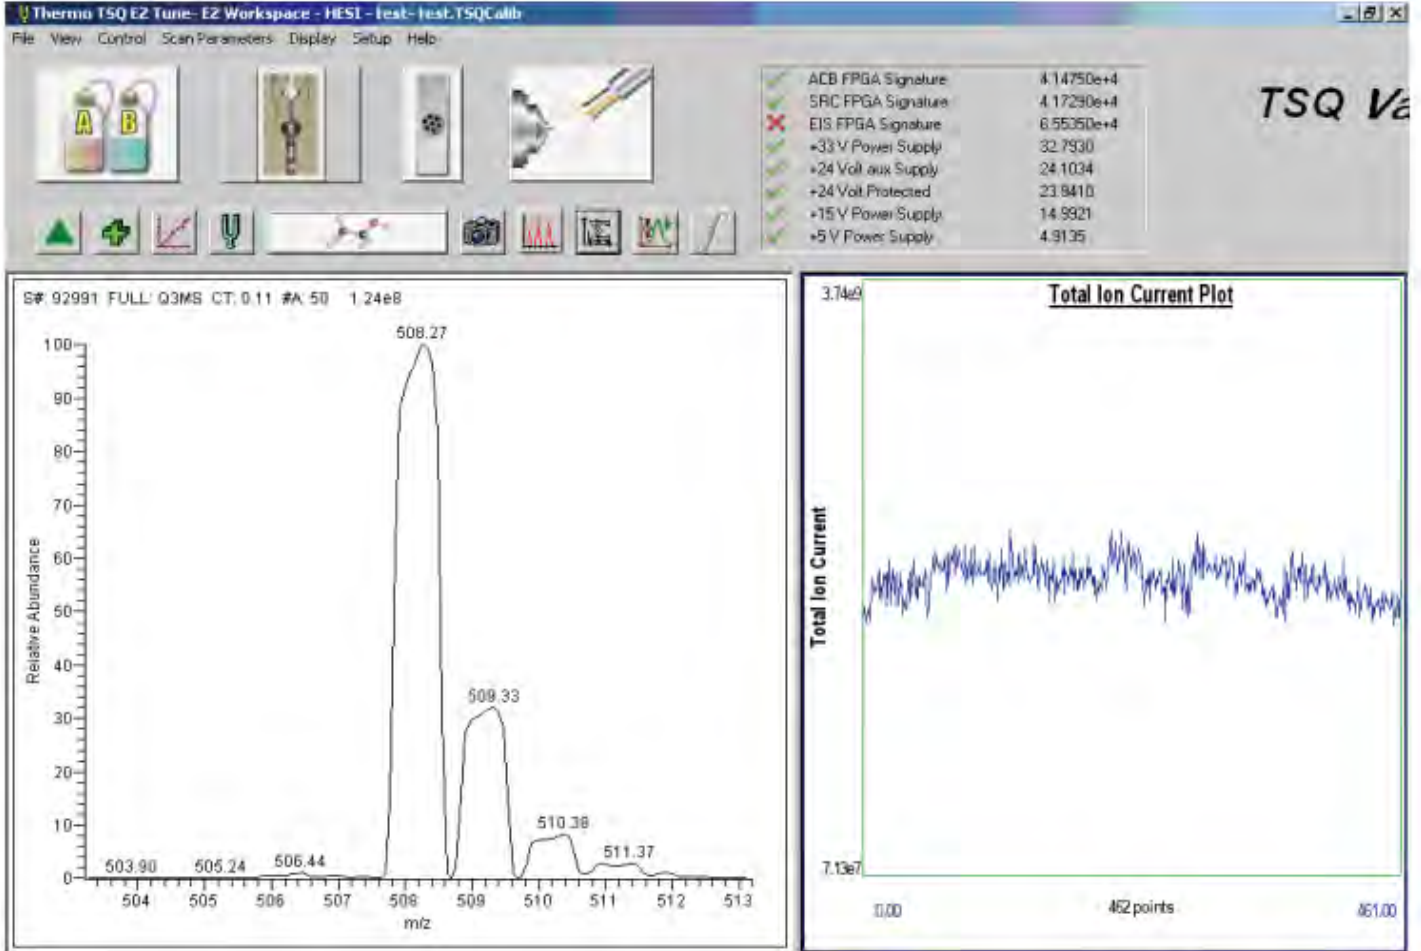 Thermo TSQ EZ Tune- EZ Workspace - HESI - test- test.TSQCalib
File View Control Scan Parameters Display Setup Help
A B
ACB FPGA Signature 4.14750e+4
SRC FPGA Signature 4.17290e+4
EIS FPGA Signature 6.55350e+4
+33 V Power Supply 32.7930
+24 Volt aux Supply 24.1034
+24 Volt Protected 23.9410
+15 V Power Supply 14.9921
+5 V Power Supply 4.9135
TSQ Va
S#: 92991 FULL: Q3MS CT: 0.11 #A: 50 1.24e8
508.27
100
90
80
70
60
50
40
30
20
10
0
Relative Abundance
509.33
510.38
511.37
503.90 505.24 506.44
504 505 506 507 508 509 510 511 512 513
m/z
Total Ion Current Plot
3.74e9
Total Ion Current
7.13e7
0.00 462 points 461.00